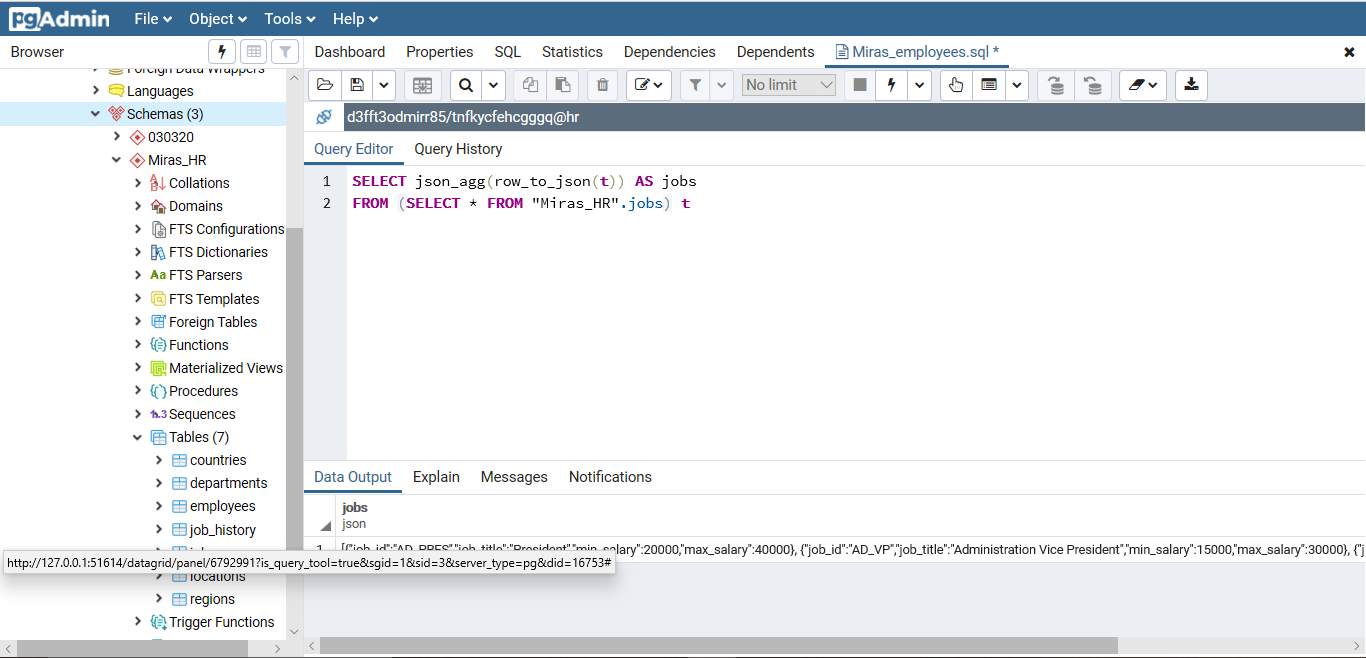 pgAdmin File Object Tools Help
Browser
Dashboard Properties SQL Statistics Dependencies Dependents Miras_employees.sql *
Foreign Data Wrappers
Languages
Schemas (3)
030320
Miras_HR
Collations
Domains
FTS Configurations
FTS Dictionaries
Aa FTS Parsers
FTS Templates
Foreign Tables
Functions
Materialized Views
Procedures
Sequences
Tables (7)
countries
departments
employees
job_history
locations
regions
Trigger Functions
No limit
d3fft3odmirr85/tnfkycfehcgggq@hr
Query Editor Query History
1 SELECT json_agg(row_to_json(t)) AS jobs
2 FROM (SELECT * FROM "Miras_HR".jobs) t
Data Output Explain Messages Notifications
jobs
json
1 [{"job_id":"AD_PRES","job_title":"President","min_salary":20000,"max_salary":40000}, {"job_id":"AD_VP","job_title":"Administration Vice President","min_salary":15000,"max_salary":30000}, {"j
http://127.0.0.1:51614/datagrid/panel/6792991?is_query_tool=true&sgid=1&sid=3&server_type=pg&did=16753#